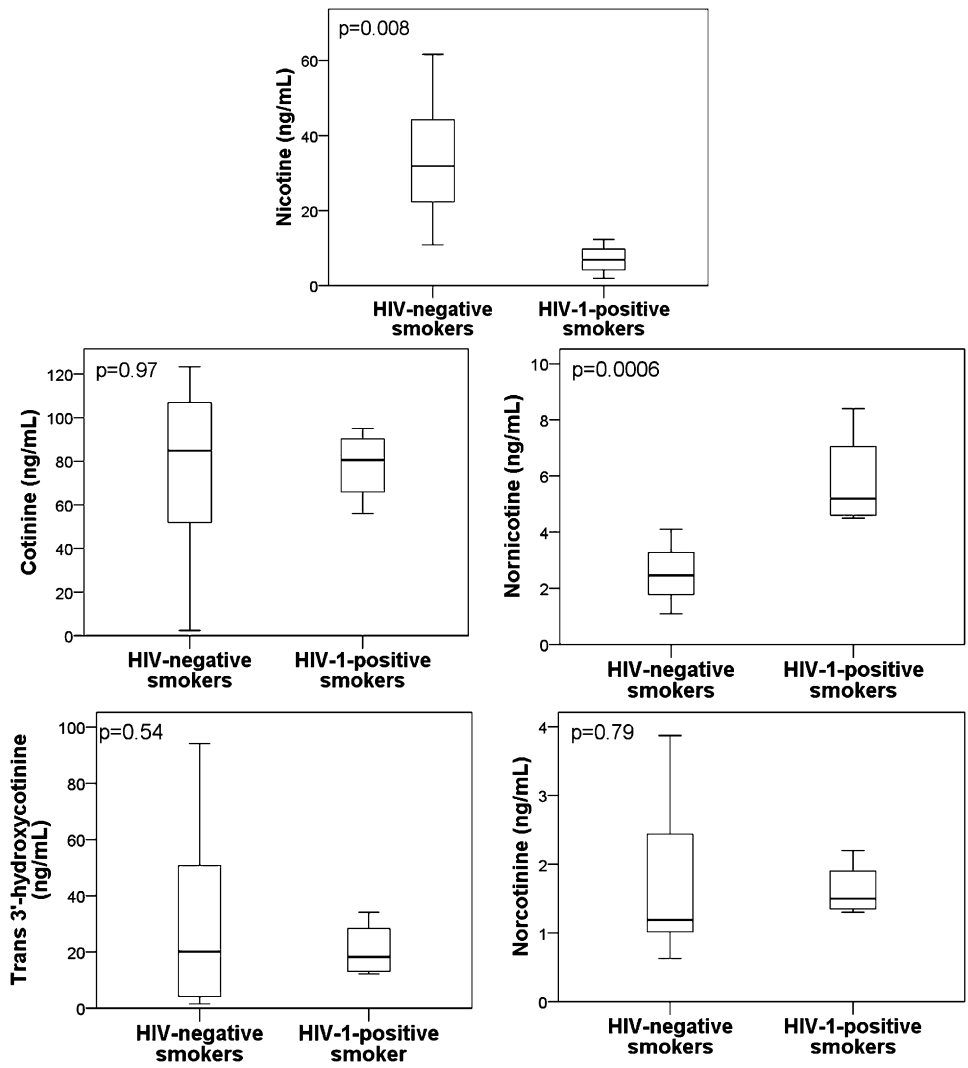 p=0.008
Nicotine (ng/mL)
60
40
20
0
HIV-negative
smokers
HIV-1-positive
smokers
p=0.97
Cotinine (ng/mL)
120
100
80
60
40
20
0
HIV-negative
smokers
HIV-1-positive
smokers
p=0.0006
Nornicotine (ng/mL)
10
8
6
4
2
0
HIV-negative
smokers
HIV-1-positive
smokers
p=0.54
Trans 3'-hydroxycotinine
(ng/mL)
100
80
60
40
20
0
HIV-negative
smokers
HIV-1-positive
smoker
p=0.79
Norcotinine (ng/mL)
4
3
2
1
0
HIV-negative
smokers
HIV-1-positive
smokers